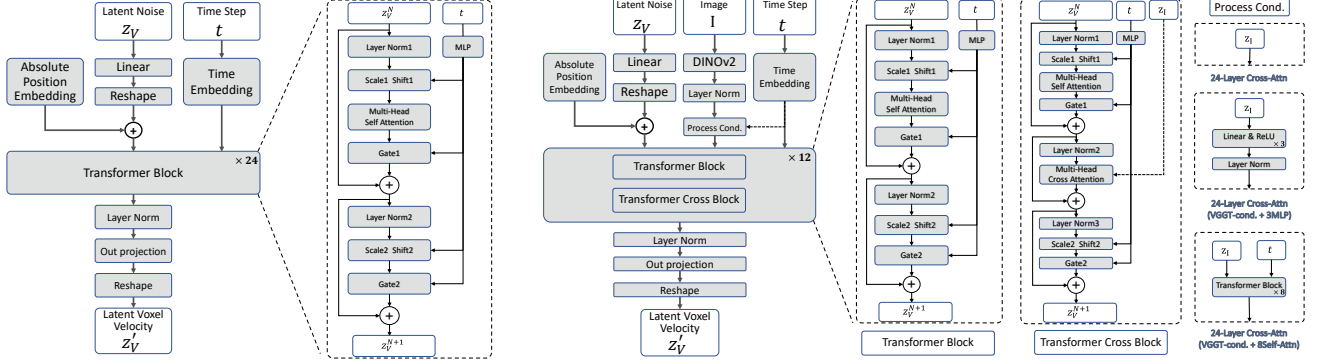 Latent Noise
z_V
Time Step
t
Absolute
Position
Embedding
Linear
Reshape
Time
Embedding
+
× 24
Transformer Block
Layer Norm
Out projection
Reshape
Latent Voxel
Velocity
z′_V
z_V^N
t
Layer Norm1
MLP
Scale1 Shift1
Multi-Head
Self Attention
Gate1
+
Layer Norm2
Scale2 Shift2
Gate2
+
z_V^{N+1}
Latent Noise
z_V
Image
I
Time Step
t
Absolute
Position
Embedding
Linear
Reshape
DINOv2
Layer Norm
Process Cond.
Time
Embedding
+
× 12
Transformer Block
Transformer Cross Block
Layer Norm
Out projection
Reshape
Latent Voxel
Velocity
z′_V
z_V^N
t
Layer Norm1
MLP
Scale1 Shift1
Multi-Head
Self Attention
Gate1
+
Layer Norm2
Scale2 Shift2
Gate2
+
z_V^{N+1}
Transformer Block
z_V^N
t
z_I
Layer Norm1
MLP
Scale1 Shift1
Multi-Head
Self Attention
Gate1
+
Layer Norm2
Multi-Head
Cross Attention
+
Layer Norm3
Scale2 Shift2
Gate2
+
z_V^{N+1}
Transformer Cross Block
Process Cond.
z_I
24-Layer Cross-Attn
z_I
Linear & ReLU
× 3
Layer Norm
24-Layer Cross-Attn
(VGGT-cond. + 3MLP)
z_I
t
Transformer Block
× 8
24-Layer Cross-Attn
(VGGT-cond. + 8Self-Attn)